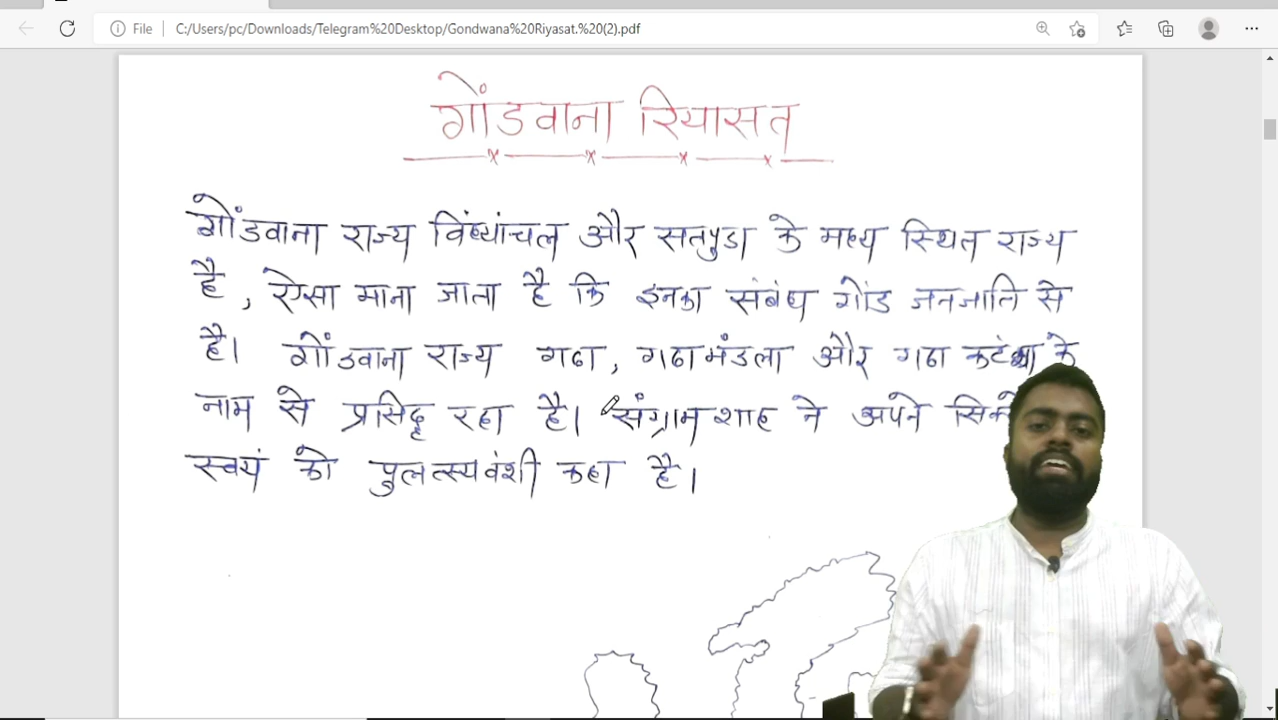 File C:/Users/pc/Downloads/Telegram%20Desktop/Gondwana%20Riyasat.%20(2).pdf
गोंडवाना रियासत
गोंडवाना राज्य विंध्यांचल और सतपुडा के मध्य स्थित राज्य
है, ऐसा माना जाता है कि इनका संबंध गोंड जनजाति से
है। गोंडवाना राज्य गढा, गढामंडला और गढा के
नाम से प्रसिद्ध रहा है। संग्रामशाह ने अपने
स्वयं को पुलत्स्यवंशी कहा है।